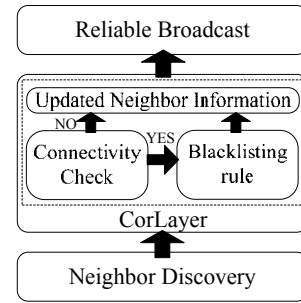 Reliable Broadcast
Updated Neighbor Information
NO
YES
Connectivity
Check
Blacklisting
rule
CorLayer
Neighbor Discovery